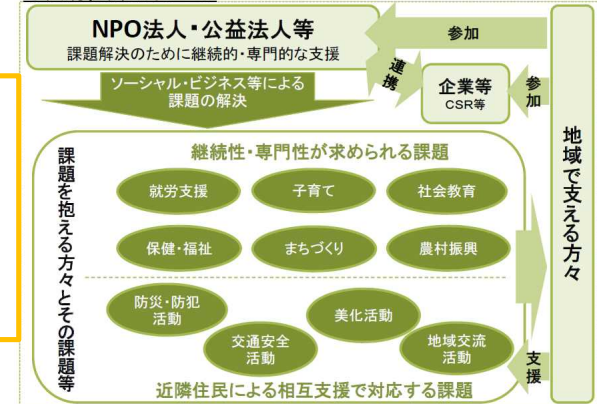 NPO法人・公益法人等
課題解決のために継続的・専門的な支援
参加
連携
企業等
CSR等
参加
ソーシャル・ビジネス等による
課題の解決
地域で支える方々
課題を抱える方々とその課題等
継続性・専門性が求められる課題
就労支援
子育て
社会教育
保健・福祉
まちづくり
農村振興
防災・防犯
活動
美化活動
交通安全
活動
地域交流
活動
支援
近隣住民による相互支援で対応する課題